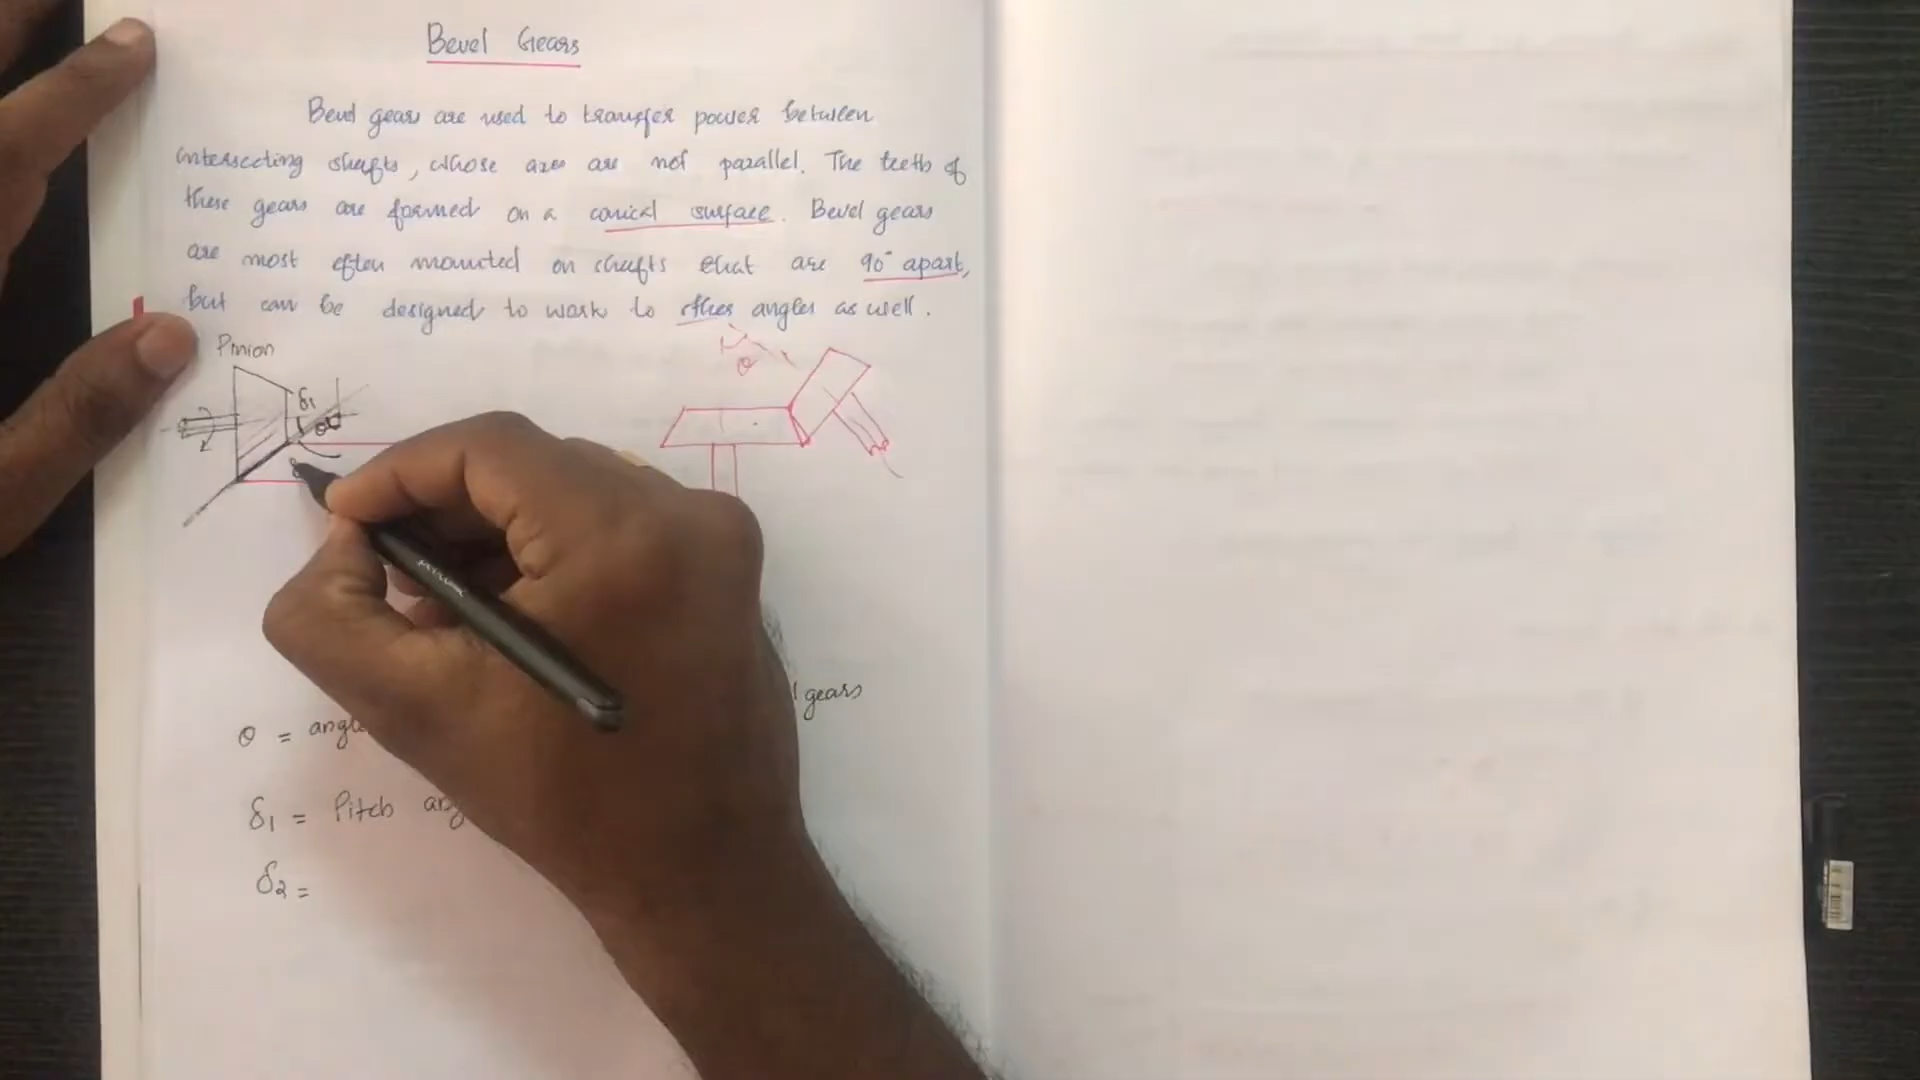 Bevel Gears
Bevel gears are used to transfer power between
intersecting shafts, whose axes are not parallel. The teeth of
these gears are formed on a conical surface. Bevel gears
are most often mounted on shafts that are 90° apart,
but can be designed to work to other angles as well.
Pinion
δ1
θ
θ
gears
θ = angle
δ1 = Pitch ang
δ2 =